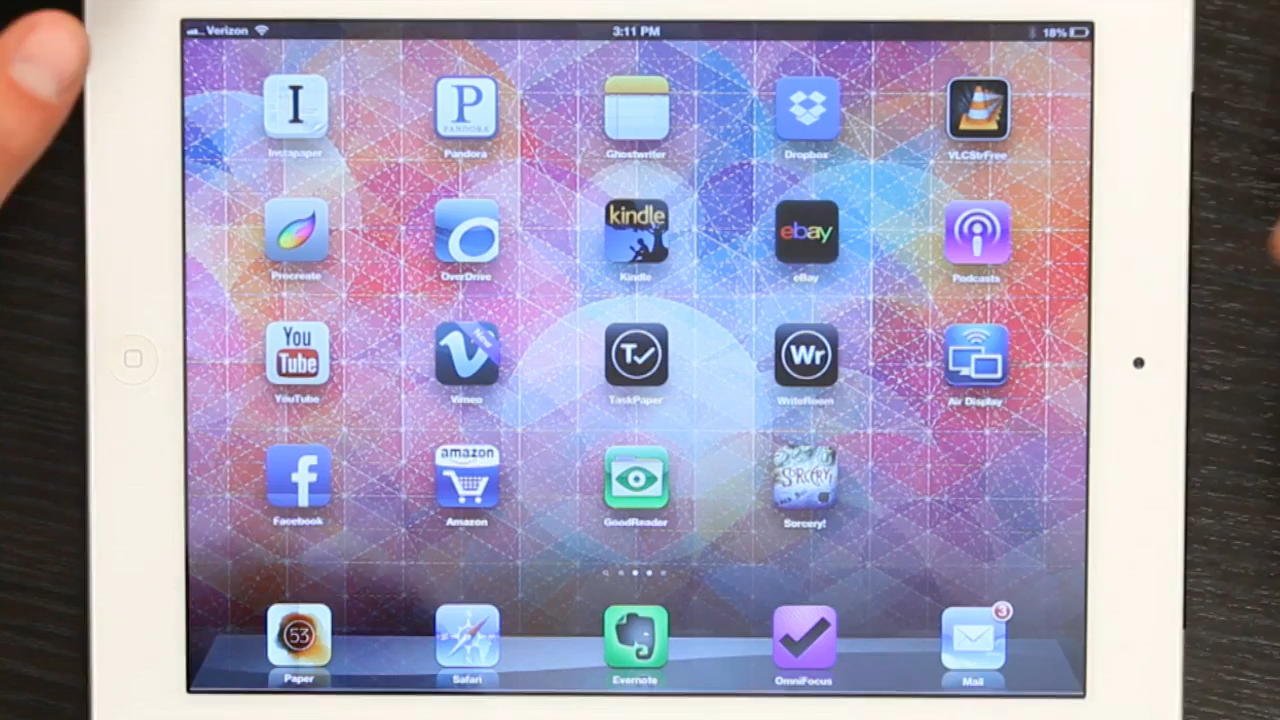 Verizon 3:11 PM 18%
I P PANDORA
Instapaper Pandora Ghostwriter Dropbox VLCStrFree
kindle ebay
Procreate OverDrive Kindle eBay Podcasts
You Tube New T Wr
YouTube Vimeo TaskPaper WriteRoom Air Display
f amazon SORCERY!
Facebook Amazon GoodReader Sorcery!
53 3
Paper Safari Evernote OmniFocus Mail